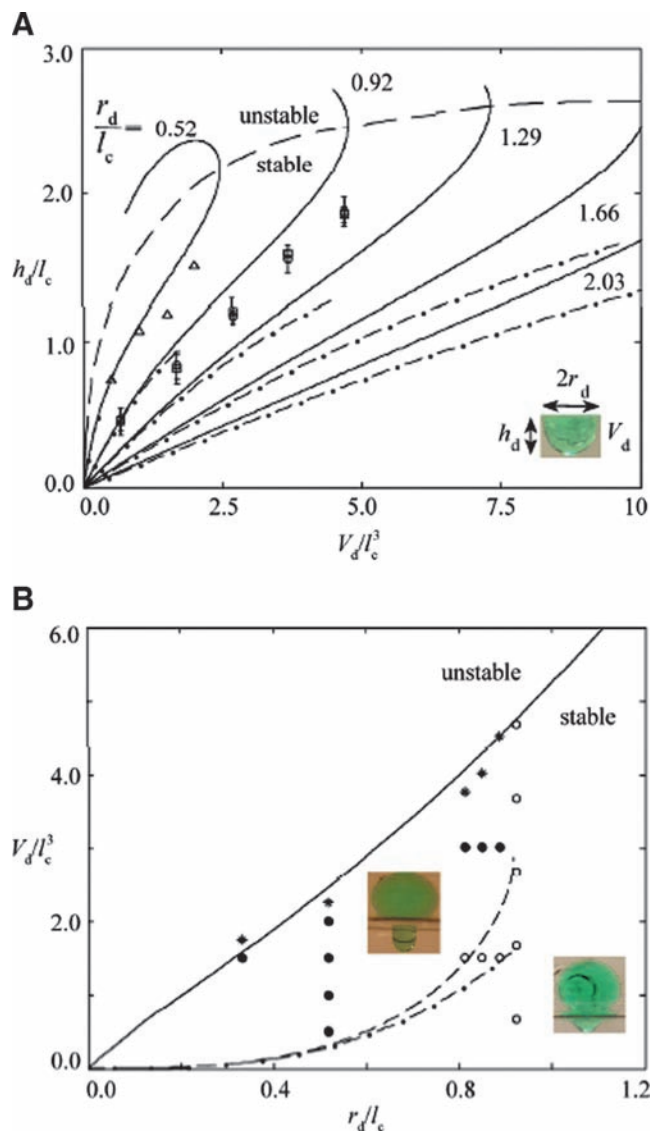 A
3.0
0.92
r_d/l_c = 0.52
unstable
1.29
stable
2.0
1.66
h_d/l_c
2.03
1.0
2r_d
h_d
V_d
0.0
0.0
2.5
5.0
7.5
10
V_d/l_c^3
B
6.0
unstable
stable
4.0
V_d/l_c^3
2.0
0.0
0.0
0.4
0.8
1.2
r_d/l_c